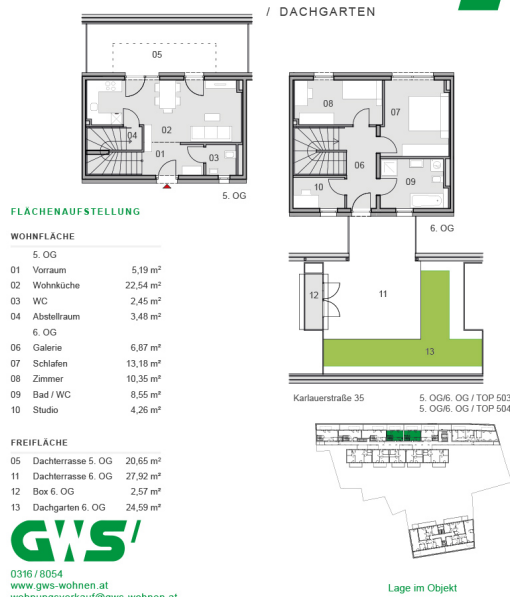 / DACHGARTEN
05
02
04
01
03
5. OG
08
07
06
10
09
6. OG
12
11
13
FLÄCHENAUFSTELLUNG
WOHNFLÄCHE
5. OG
01 Vorraum 5,19 m²
02 Wohnküche 22,54 m²
03 WC 2,45 m²
04 Abstellraum 3,48 m²
6. OG
06 Galerie 6,87 m²
07 Schlafen 13,18 m²
08 Zimmer 10,35 m²
09 Bad / WC 8,55 m²
10 Studio 4,26 m²
FREIFLÄCHE
05 Dachterrasse 5. OG 20,65 m²
11 Dachterrasse 6. OG 27,92 m²
12 Box 6. OG 2,57 m²
13 Dachgarten 6. OG 24,59 m²
Karlauerstraße 35
5. OG/6. OG / TOP 503
5. OG/6. OG / TOP 504
GWS
0316 / 8054
www.gws-wohnen.at
wohnungsverkauf@gws-wohnen.at
Lage im Objekt